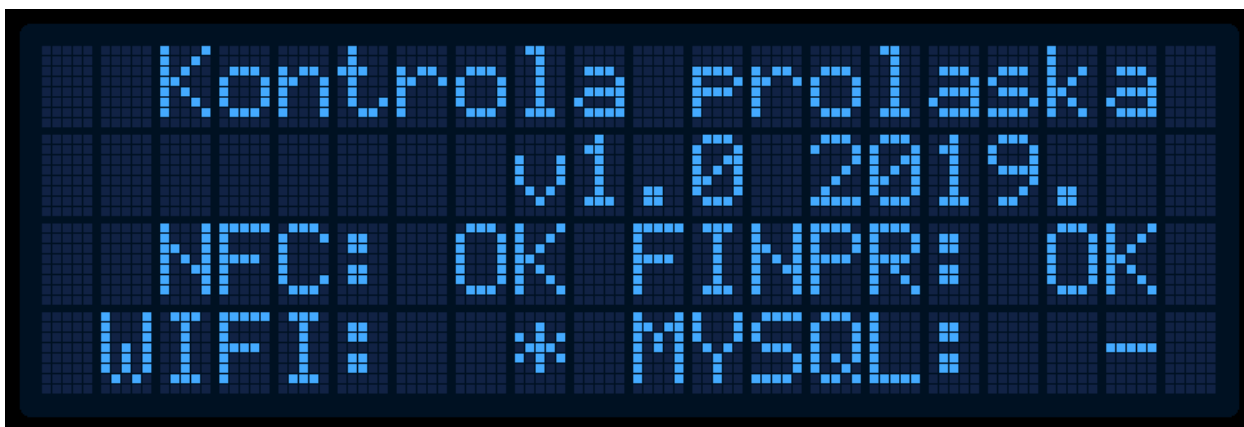 Kontrola prolaska
v1.0 2019.
NFC: OK FINPR: OK
WIFI: * MYSQL: -